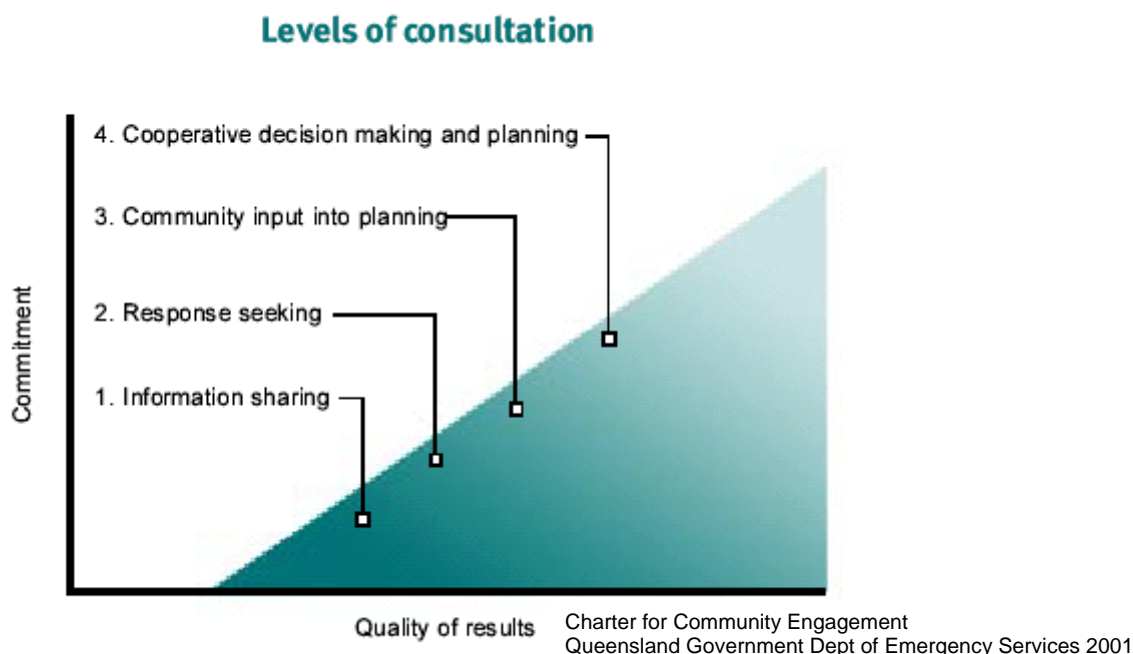 Levels of consultation
4. Cooperative decision making and planning
3. Community input into planning
2. Response seeking
1. Information sharing
Commitment
Quality of results
Charter for Community Engagement
Queensland Government Dept of Emergency Services 2001